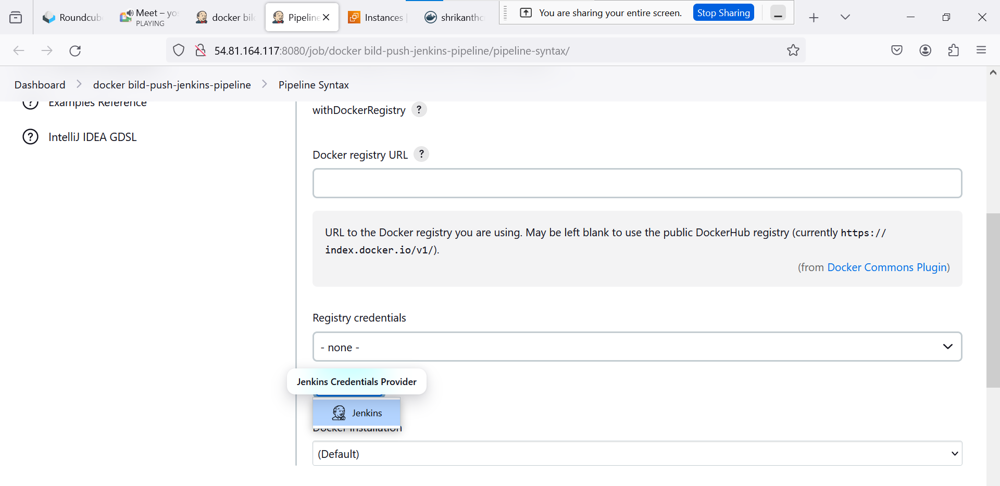 Roundcub
Meet – yos
PLAYING
docker bild
Pipeline
Instances
shrikanthc
You are sharing your entire screen.
Stop Sharing
54.81.164.117:8080/job/docker bild-push-jenkins-pipeline/pipeline-syntax/
Dashboard
docker bild-push-jenkins-pipeline
Pipeline Syntax
? Examples Reference
? IntelliJ IDEA GDSL
withDockerRegistry ?
Docker registry URL ?
URL to the Docker registry you are using. May be left blank to use the public DockerHub registry (currently https://
index.docker.io/v1/).
(from Docker Commons Plugin)
Registry credentials
- none -
Jenkins Credentials Provider
Jenkins
Docker installation
(Default)